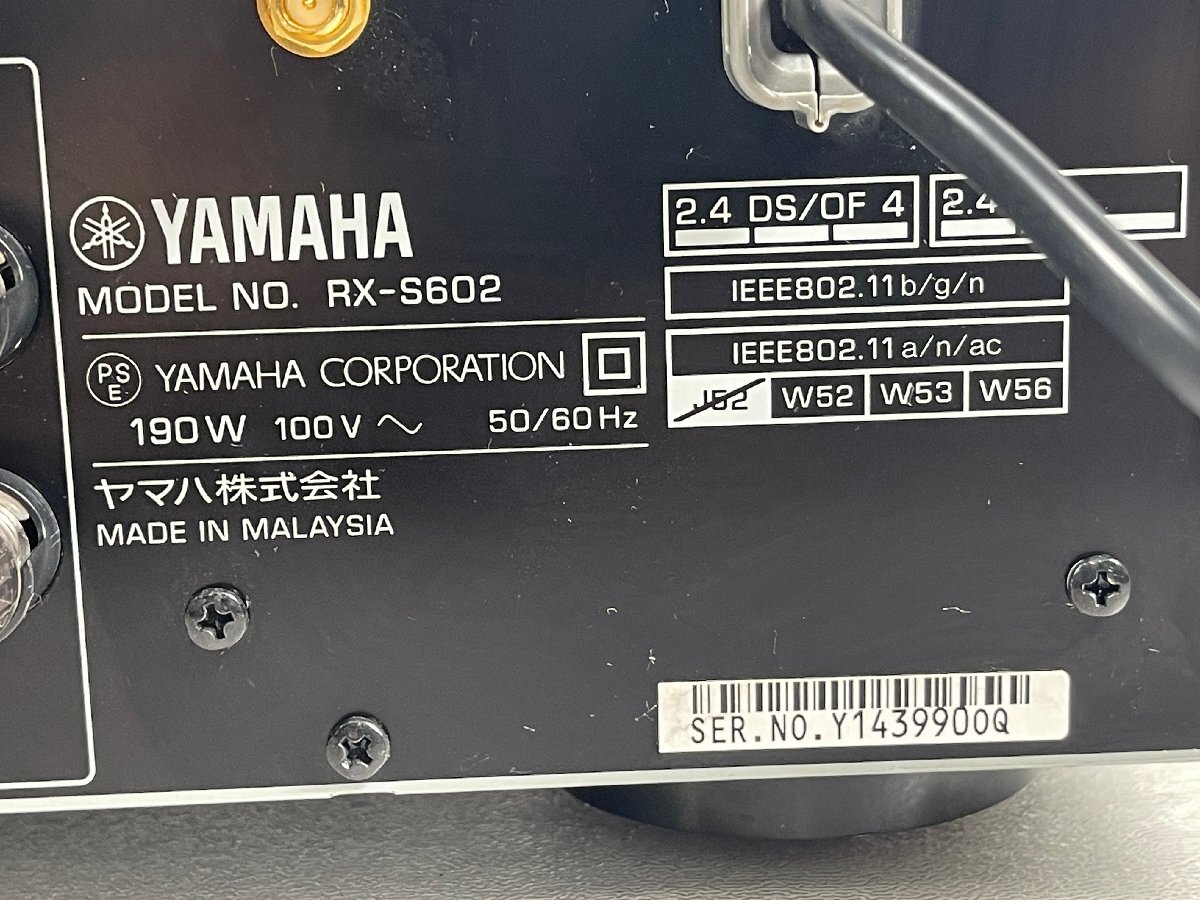 YAMAHA
MODEL NO. RX-S602
PSE YAMAHA CORPORATION
190W 100V ～ 50/60Hz
ヤマハ株式会社
MADE IN MALAYSIA
2.4 DS/OF 4
2.4
IEEE802.11b/g/n
IEEE802.11a/n/ac
J52 W52 W53 W56
SER.NO.Y1439900Q